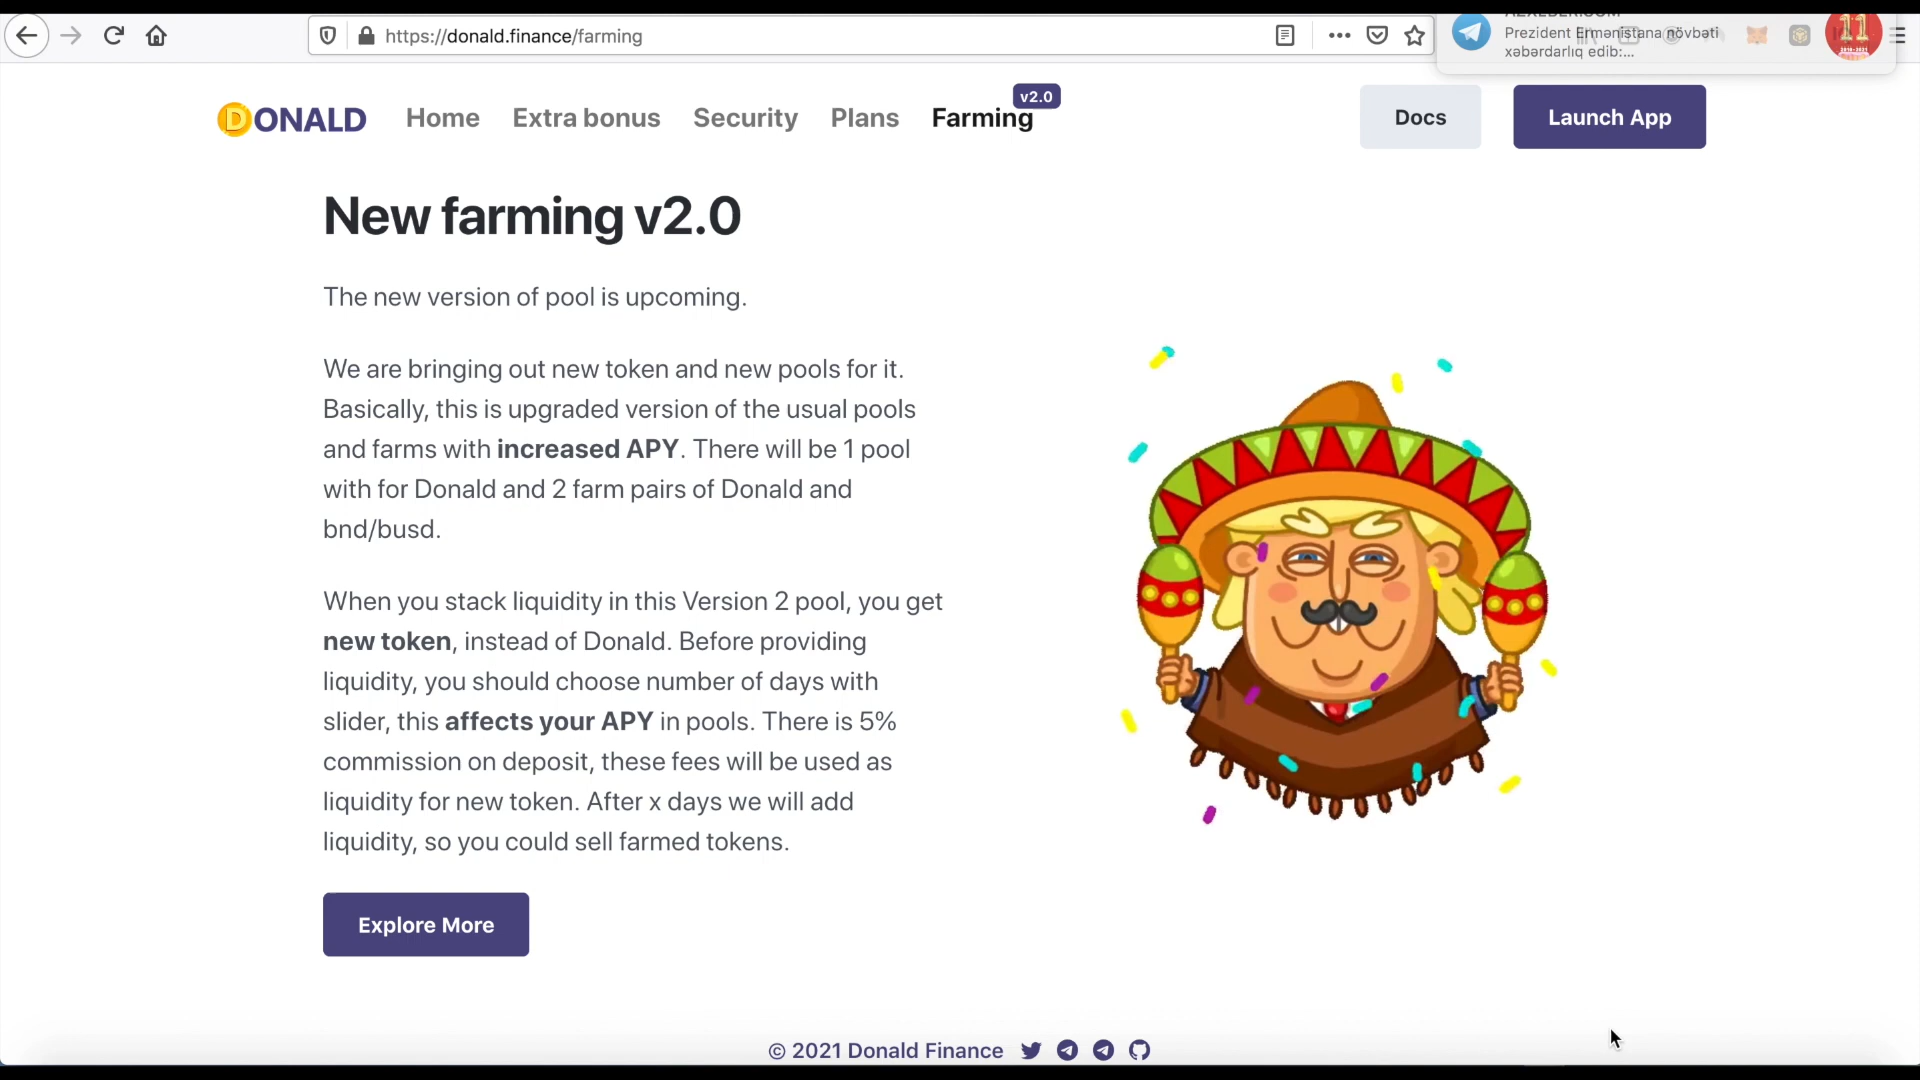 https://donald.finance/farming
Prezident Ermənistana növbəti
xəbərdarlıq edib:...
11
DONALD
Home
Extra bonus
Security
Plans
Farming
v2.0
Docs
Launch App
New farming v2.0
The new version of pool is upcoming.
We are bringing out new token and new pools for it.
Basically, this is upgraded version of the usual pools
and farms with increased APY. There will be 1 pool
with for Donald and 2 farm pairs of Donald and
bnd/busd.
When you stack liquidity in this Version 2 pool, you get
new token, instead of Donald. Before providing
liquidity, you should choose number of days with
slider, this affects your APY in pools. There is 5%
commission on deposit, these fees will be used as
liquidity for new token. After x days we will add
liquidity, so you could sell farmed tokens.
Explore More
© 2021 Donald Finance